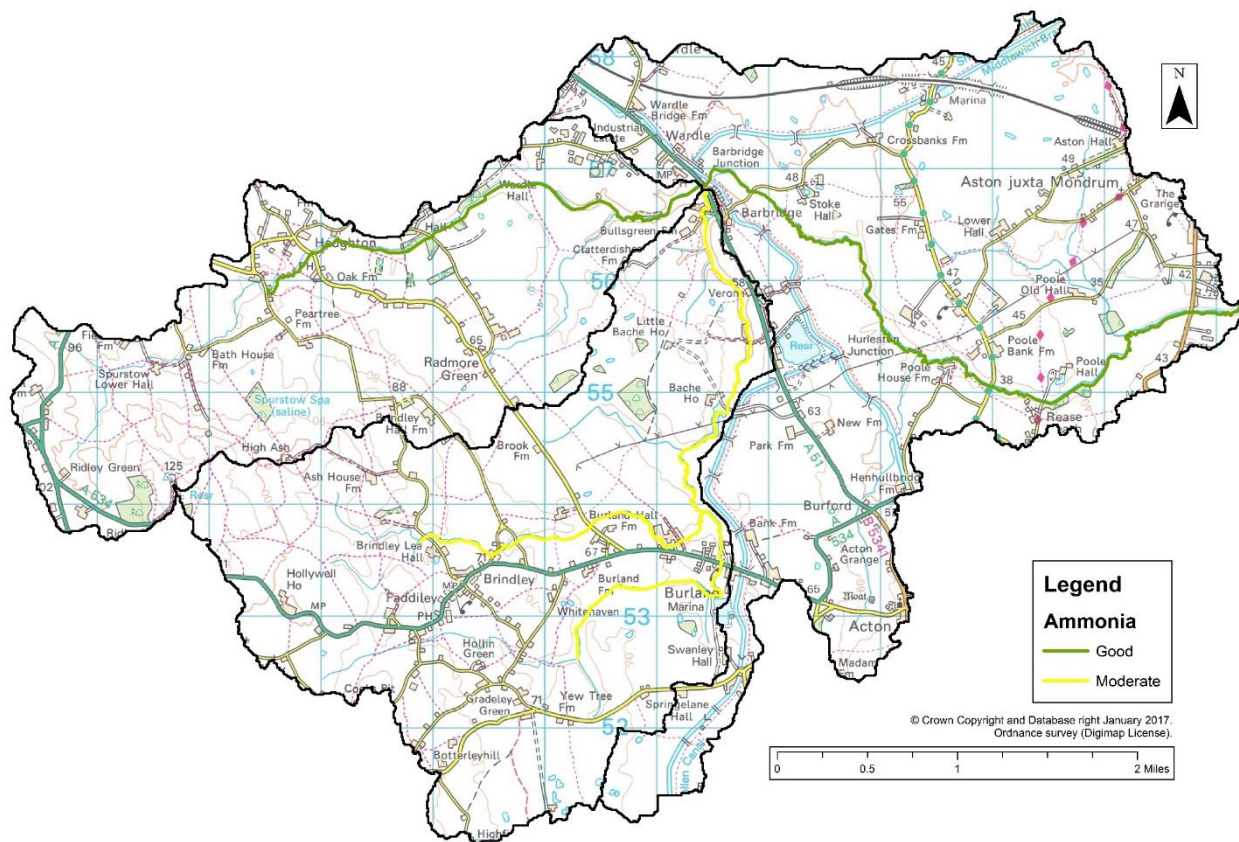 58
Wardle
Bridge Fm
Industrial
Estate
Wardle
MP
Barbridge
Junction
45
Marina
Crossbanks Fm
Aston Hall
49
N
57
Wardle
Hall
48
Barbridge
Stoke
Hall
55
Gates Fm
Aston juxta Mondrum
Lower
Hall
47
The
Grange
42
Haughton
PH
Oak Fm
Bullsgreen Fm
Clatterdishes
Fm
56
47
Poole
Old Hall
35
45
Peartree
Fm
Little
Bache Ho
Resr
Hurleston
Junction
Poole
Bank Fm
Poole
House Fm
Poole
Hall
43
96
Spurstow
Lower Hall
Bath House
Fm
65
Radmore
Green
88
Spurstow Spa
(saline)
Brindley
Hall Fm
55
Bache
Ho
38
Rease
Heath
High Ash
Brook
Fm
63
New Fm
Park Fm
A 51
Ridley Green
125
A 534
Resr
Ash House
Fm
Henhullbridge
Fm
Burford
A
534
B 5341
Brindley Lea
Hall
Burland Hall
Fm
67
Bank Fm
Acton
Grange
71
Brindley
Hollywell
Ho
MP
MP
Faddiley
PH
Burland
Fm
Whitehaven
53
Burland
Marina
65
Moat
Acton
Hollin
Green
Swanley
Hall
Gradeley
Green
71
Yew Tree
Fm
Springelane
Hall
52
Botterleyhill
Legend
Ammonia
Good
Moderate
© Crown Copyright and Database right January 2017.
Ordnance survey (Digimap License).
0 0.5 1 2 Miles